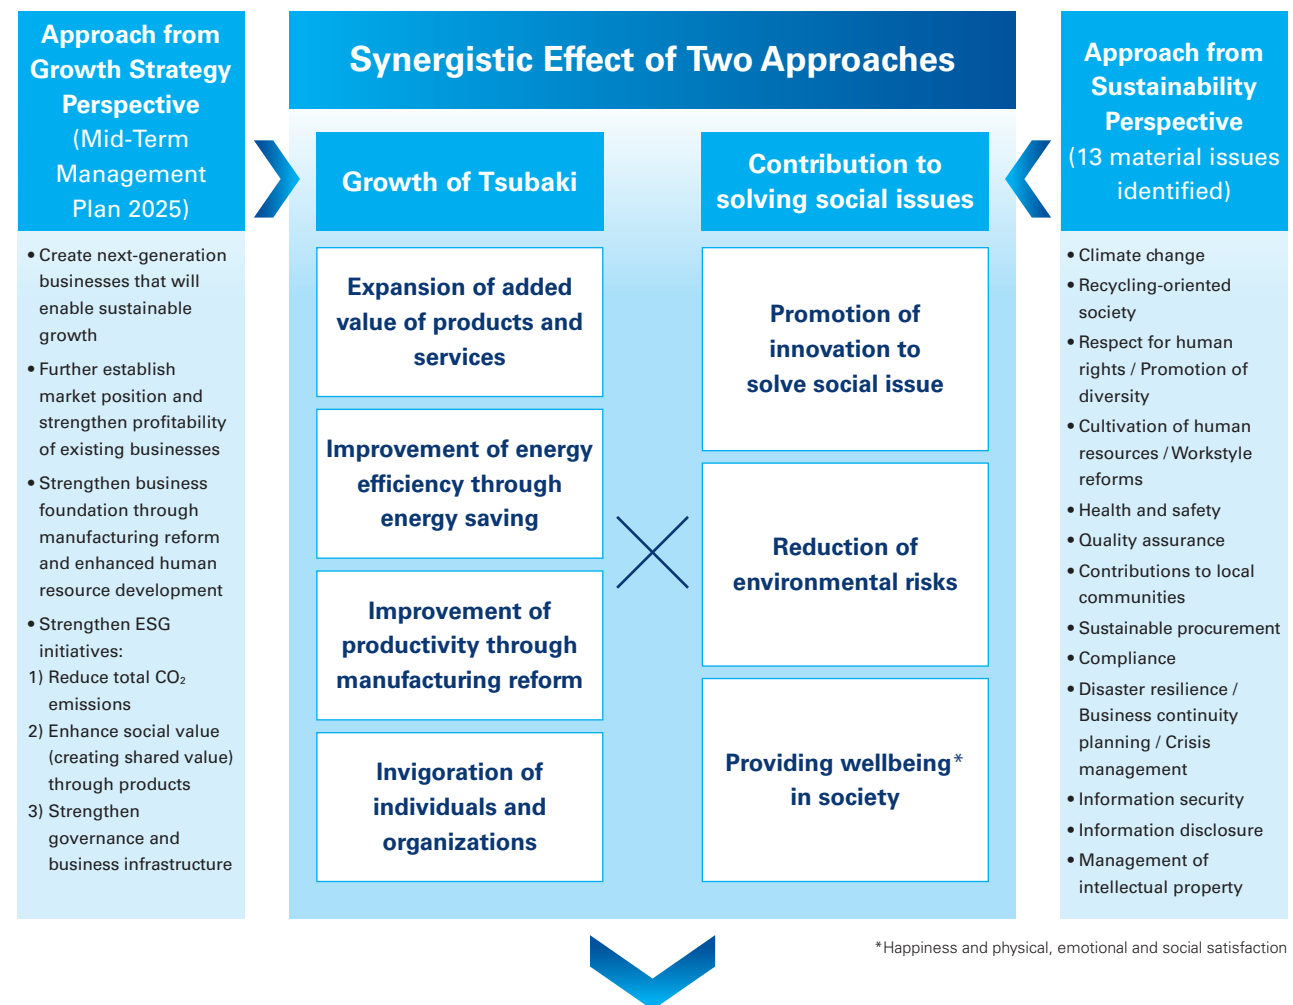 Approach from
Growth Strategy
Perspective
(Mid-Term
Management
Plan 2025)
• Create next-generation
businesses that will
enable sustainable
growth
• Further establish
market position and
strengthen profitability
of existing businesses
• Strengthen business
foundation through
manufacturing reform
and enhanced human
resource development
• Strengthen ESG
initiatives:
1) Reduce total CO₂
emissions
2) Enhance social value
(creating shared value)
through products
3) Strengthen
governance and
business infrastructure
Synergistic Effect of Two Approaches
Growth of Tsubaki
Expansion of added
value of products and
services
Improvement of energy
efficiency through
energy saving
Improvement of
productivity through
manufacturing reform
Invigoration of
individuals and
organizations
Contribution to
solving social issues
Promotion of
innovation to
solve social issue
Reduction of
environmental risks
Providing wellbeing*
in society
Approach from
Sustainability
Perspective
(13 material issues
identified)
• Climate change
• Recycling-oriented
society
• Respect for human
rights / Promotion of
diversity
• Cultivation of human
resources / Workstyle
reforms
• Health and safety
• Quality assurance
• Contributions to local
communities
• Sustainable procurement
• Compliance
• Disaster resilience /
Business continuity
planning / Crisis
management
• Information security
• Information disclosure
• Management of
intellectual property
*Happiness and physical, emotional and social satisfaction